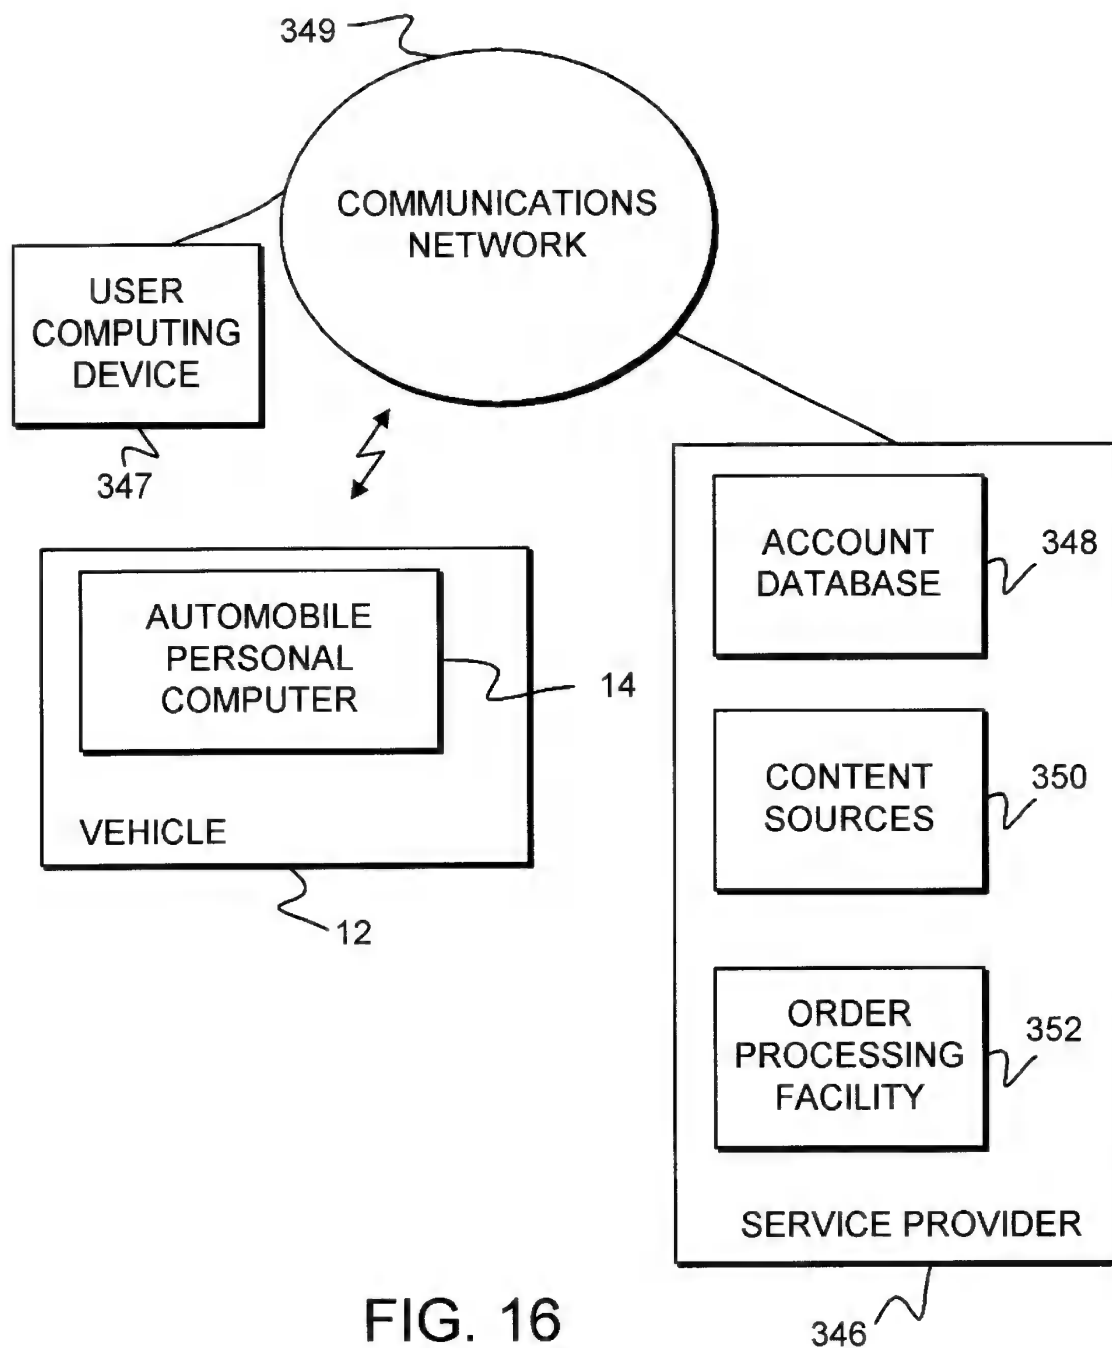 349
COMMUNICATIONS
NETWORK
USER
COMPUTING
DEVICE
347
ACCOUNT
DATABASE
348
AUTOMOBILE
PERSONAL
COMPUTER
14
VEHICLE
12
CONTENT
SOURCES
350
ORDER
PROCESSING
FACILITY
352
SERVICE PROVIDER
346
FIG. 16